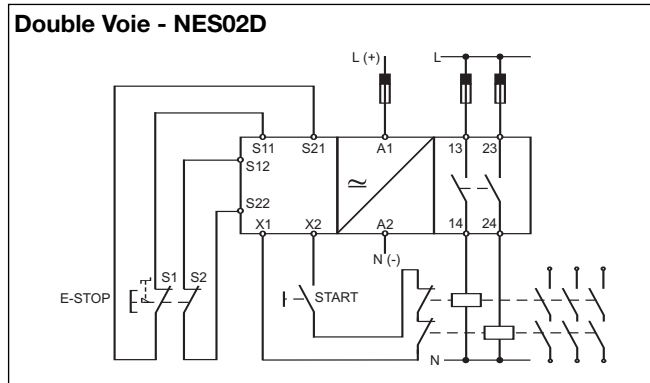 Double Voie - NES02D
L (+) L
S11 S21 A1 13 23
S12
S22
X1 X2 A2 14 24
N (-)
S1 S2
E-STOP START
N